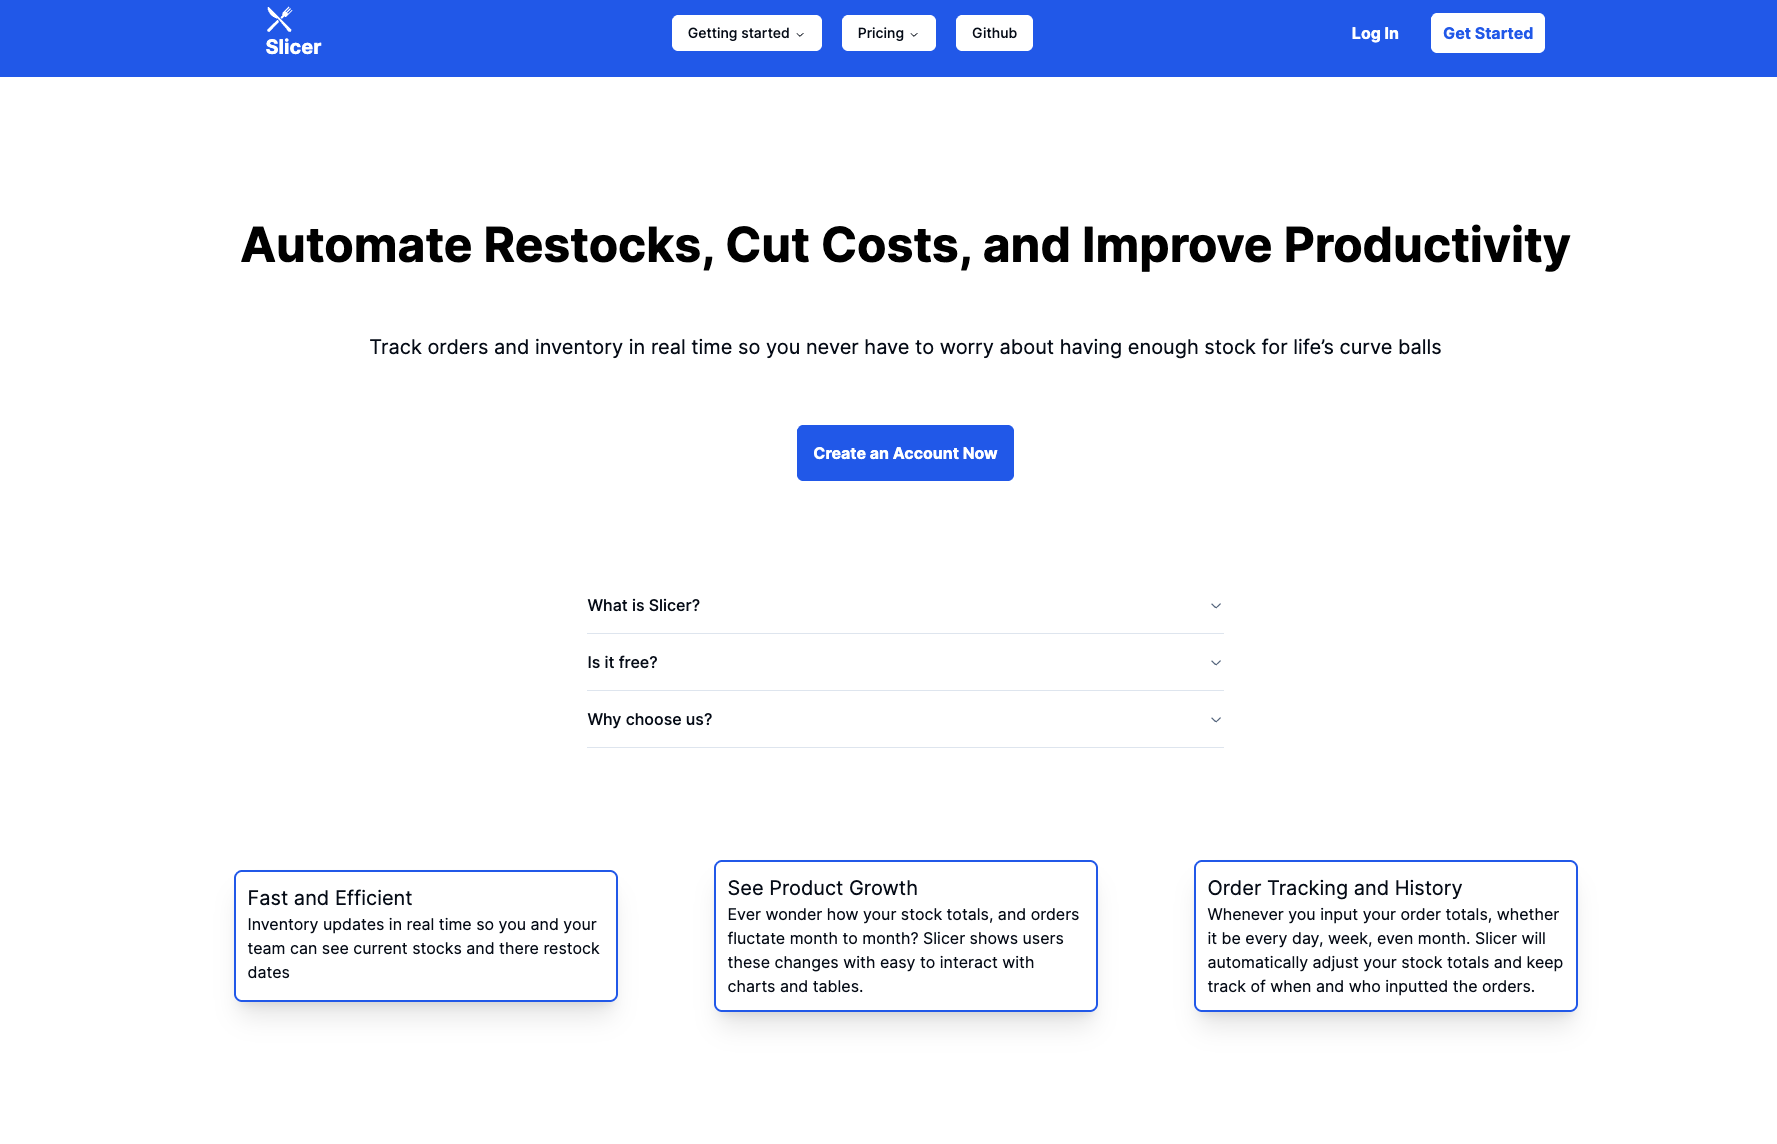 Slicer
Getting started
Pricing
Github
Log In
Get Started
Automate Restocks, Cut Costs, and Improve Productivity
Track orders and inventory in real time so you never have to worry about having enough stock for life’s curve balls
Create an Account Now
What is Slicer?
Is it free?
Why choose us?
Fast and Efficient
Inventory updates in real time so you and your
team can see current stocks and there restock
dates
See Product Growth
Ever wonder how your stock totals, and orders
fluctate month to month? Slicer shows users
these changes with easy to interact with
charts and tables.
Order Tracking and History
Whenever you input your order totals, whether
it be every day, week, even month. Slicer will
automatically adjust your stock totals and keep
track of when and who inputted the orders.